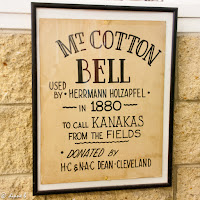 MT COTTON
BELL
USED BY · HERRMANN HOLZAPFEL ·
— IN 1880 —
TO CALL KANAKAS
FROM THE FIELDS
· DONATED BY
H·C & N·A·C DEAN - CLEVELAND